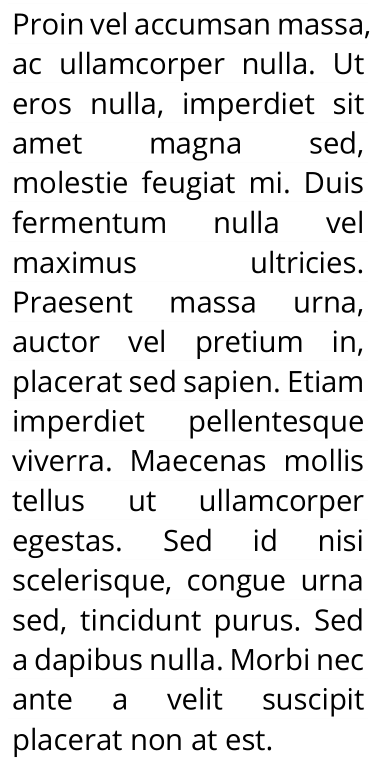 Proin vel accumsan massa,
ac ullamcorper nulla. Ut
eros nulla, imperdiet sit
amet magna sed,
molestie feugiat mi. Duis
fermentum nulla vel
maximus ultricies.
Praesent massa urna,
auctor vel pretium in,
placerat sed sapien. Etiam
imperdiet pellentesque
viverra. Maecenas mollis
tellus ut ullamcorper
egestas. Sed id nisi
scelerisque, congue urna
sed, tincidunt purus. Sed
a dapibus nulla. Morbi nec
ante a velit suscipit
placerat non at est.